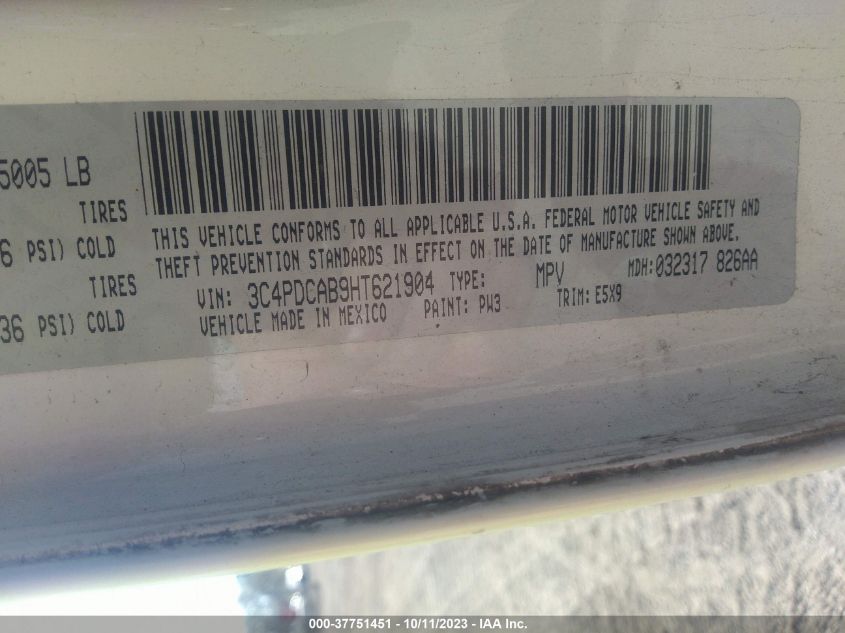 5005 LB
TIRES
6 PSI) COLD
TIRES
36 PSI) COLD
THIS VEHICLE CONFORMS TO ALL APPLICABLE U.S.A. FEDERAL MOTOR VEHICLE SAFETY AND
THEFT PREVENTION STANDARDS IN EFFECT ON THE DATE OF MANUFACTURE SHOWN ABOVE.
VIN: 3C4PDCAB9HT621904 TYPE: MPV MDH: 032317 826AA
VEHICLE MADE IN MEXICO PAINT: PW3 TRIM: E5X9
000-37751451 - 10/11/2023 - IAA Inc.